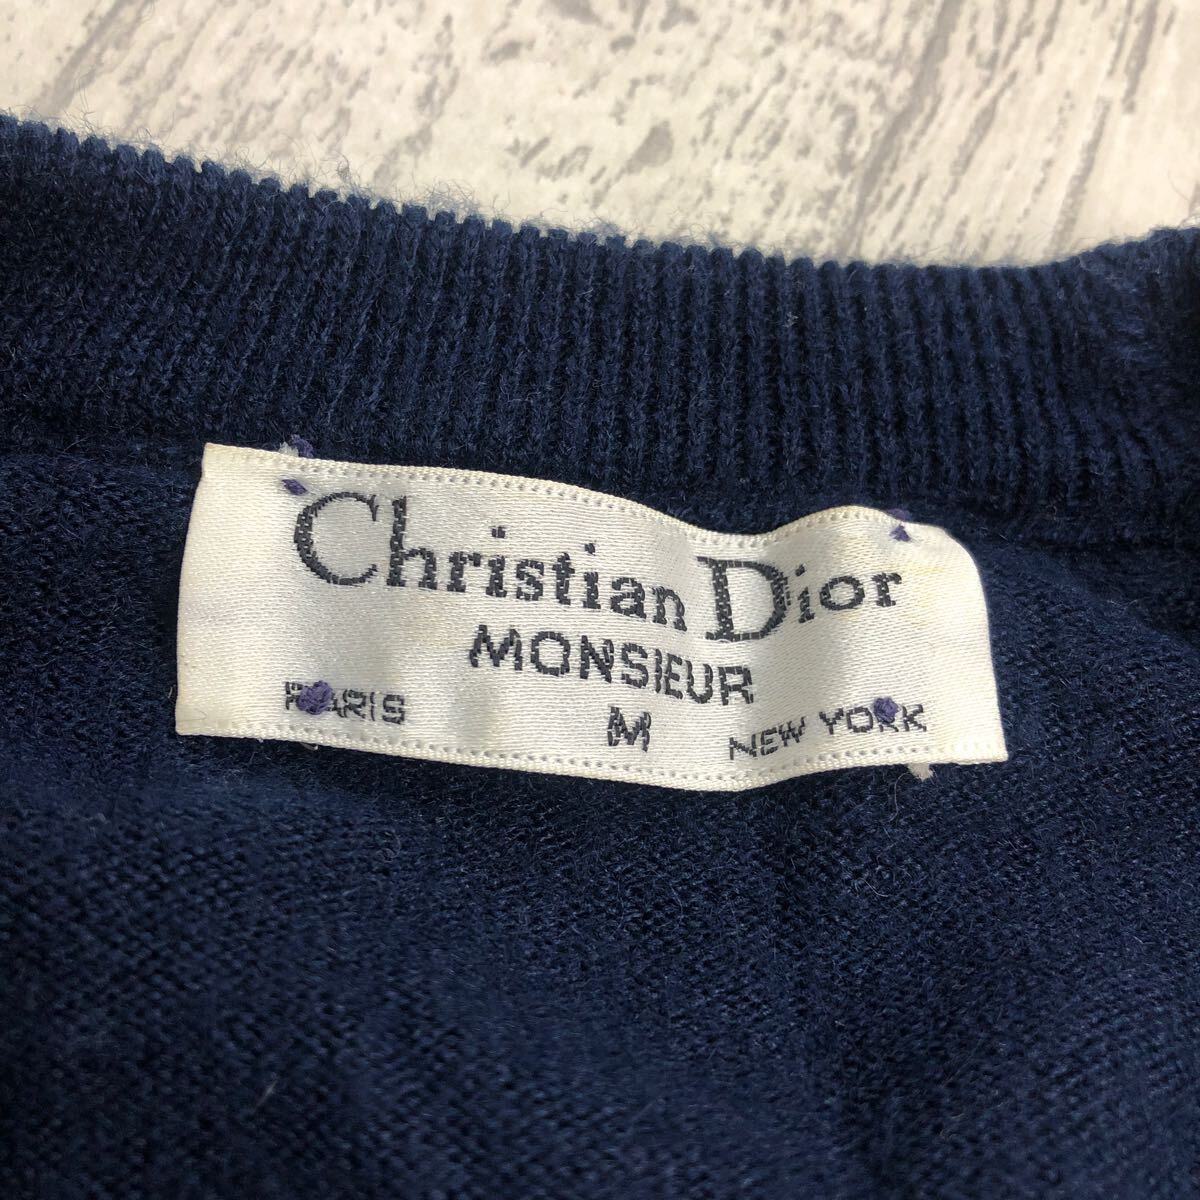 Christian Dior
MONSIEUR
PARIS M NEW YORK